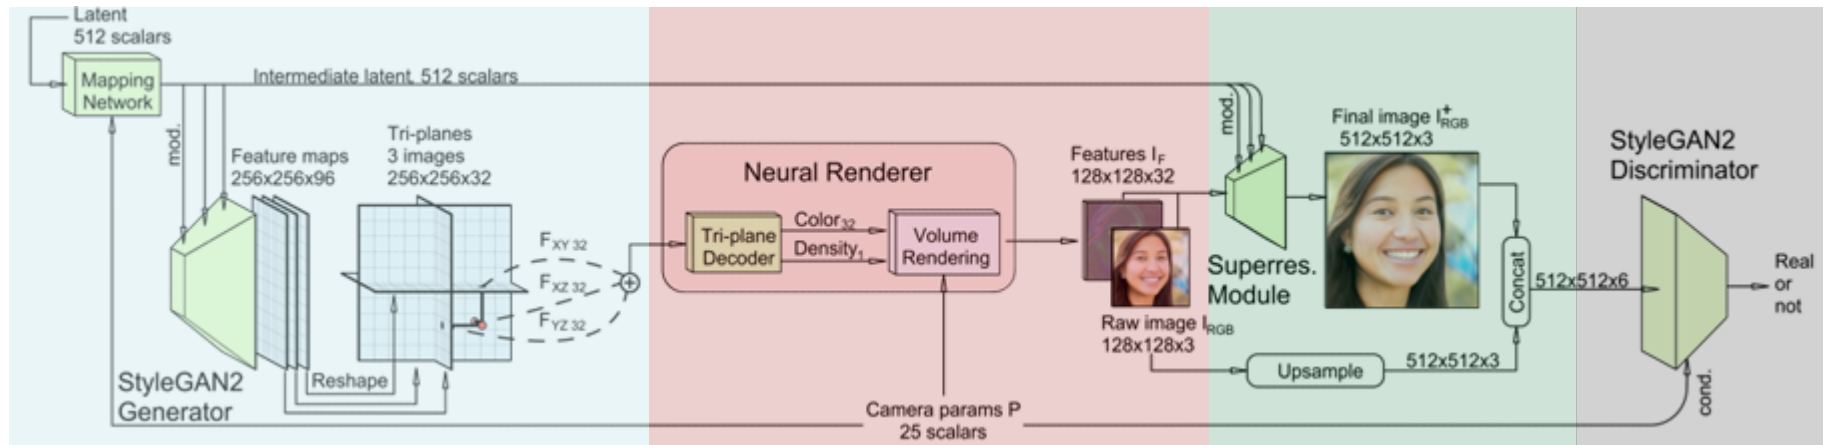 Latent
512 scalars
Mapping
Network
Intermediate latent, 512 scalars
mod.
Feature maps
256x256x96
Tri-planes
3 images
256x256x32
F_XY 32
F_XZ 32
F_YZ 32
Reshape
StyleGAN2
Generator
Neural Renderer
Tri-plane
Decoder
Color_32
Density_1
Volume
Rendering
Features I_F
128x128x32
Raw image I_RGB
128x128x3
Camera params P
25 scalars
mod.
Superres.
Module
Final image I^+_RGB
512x512x3
Upsample
512x512x3
Concat
512x512x6
StyleGAN2
Discriminator
cond.
Real
or
not